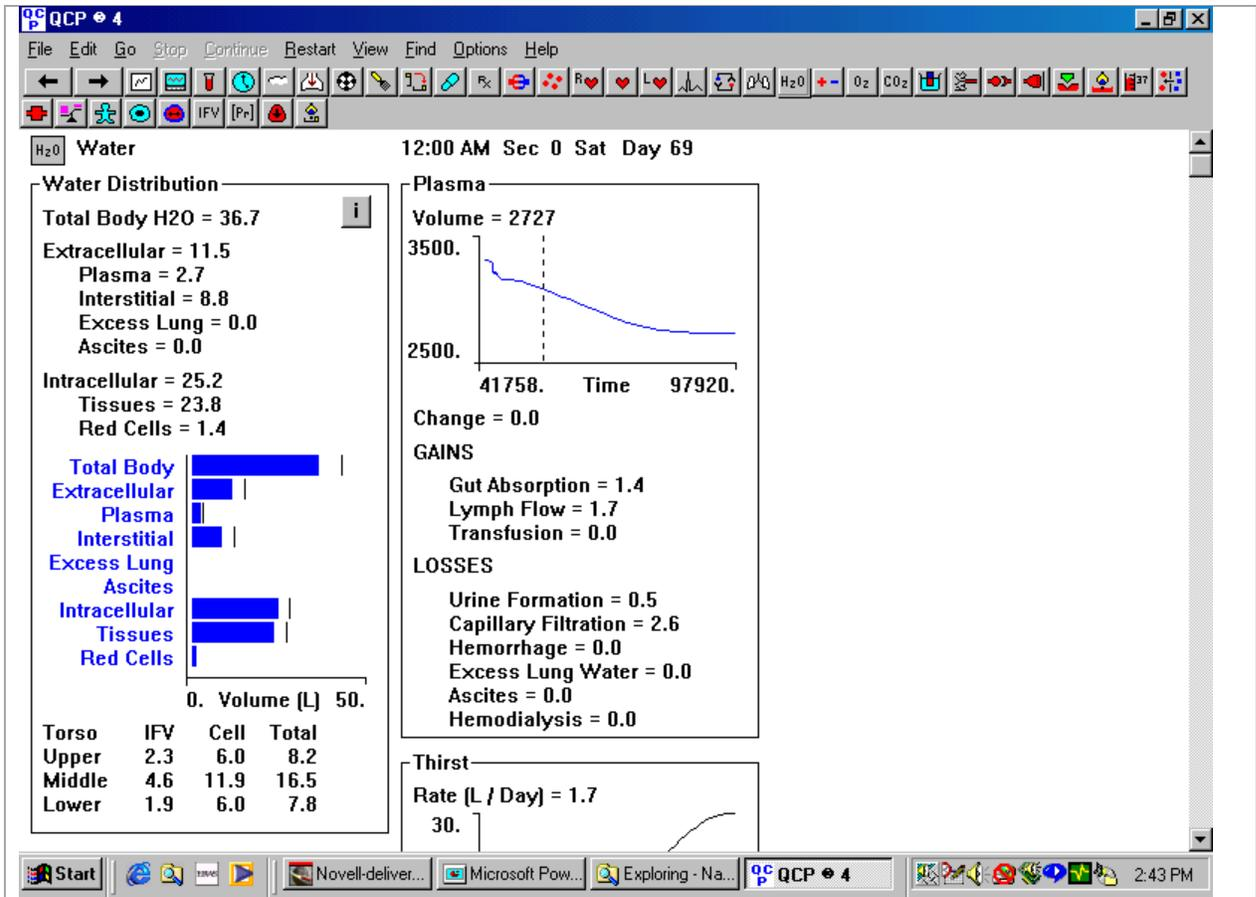 QCP 4
File Edit Go Stop Continue Restart View Find Options Help
Rx R L H2O + - O2 CO2 37
IFV [Pr]
H2O Water
12:00 AM Sec 0 Sat Day 69
Water Distribution
Total Body H2O = 36.7
i
Extracellular = 11.5
Plasma = 2.7
Interstitial = 8.8
Excess Lung = 0.0
Ascites = 0.0
Intracellular = 25.2
Tissues = 23.8
Red Cells = 1.4
Total Body
Extracellular
Plasma
Interstitial
Excess Lung
Ascites
Intracellular
Tissues
Red Cells
0. Volume (L) 50.
Torso IFV Cell Total
Upper 2.3 6.0 8.2
Middle 4.6 11.9 16.5
Lower 1.9 6.0 7.8
Plasma
Volume = 2727
3500.
2500.
41758. Time 97920.
Change = 0.0
GAINS
Gut Absorption = 1.4
Lymph Flow = 1.7
Transfusion = 0.0
LOSSES
Urine Formation = 0.5
Capillary Filtration = 2.6
Hemorrhage = 0.0
Excess Lung Water = 0.0
Ascites = 0.0
Hemodialysis = 0.0
Thirst
Rate (L / Day) = 1.7
30.
Start Novell-deliver... Microsoft Pow... Exploring - Na... QCP 4 2:43 PM